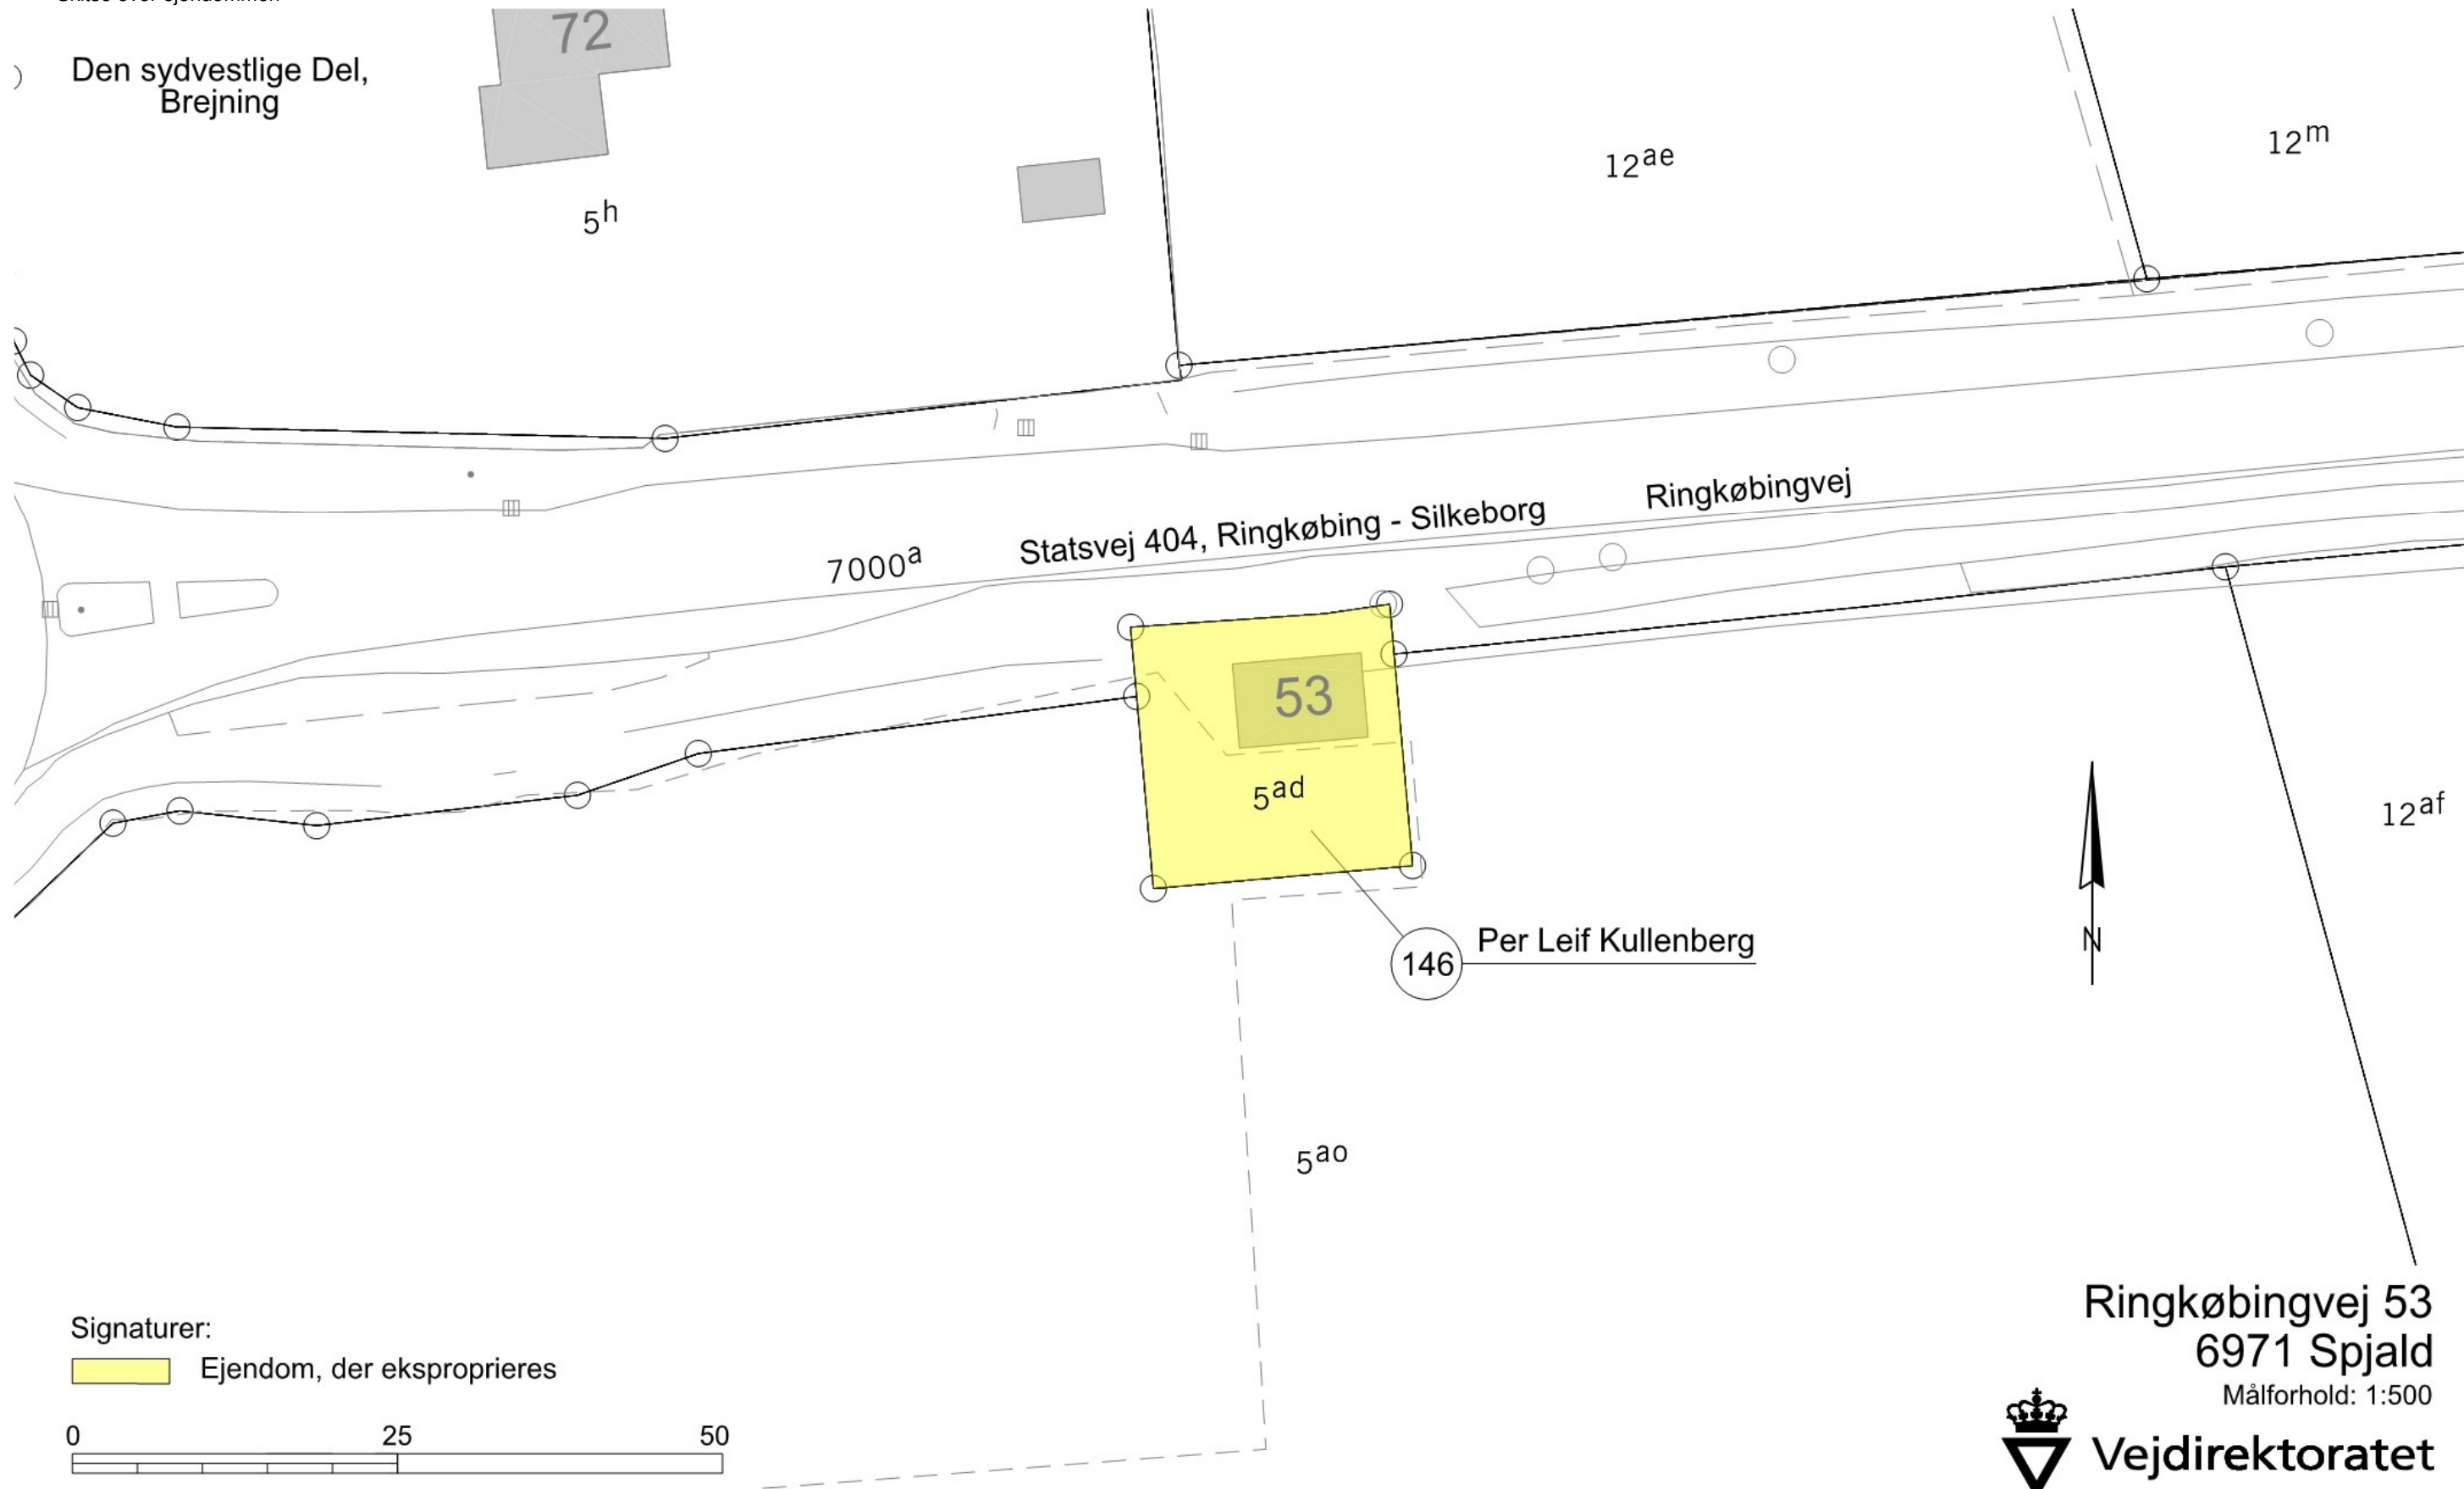 72
Den sydvestlige Del,
Brejning
12ae
12m
5h
Ringkøbingvej
Statsvej 404, Ringkøbing - Silkeborg
7000a
53
5ad
12af
Per Leif Kullenberg
146
N
5ao
Ringkøbingvej 53
6971 Spjald
Målforhold: 1:500
Vejdirektoratet
Signaturer:
Ejendom, der eksproprieres
0 25 50